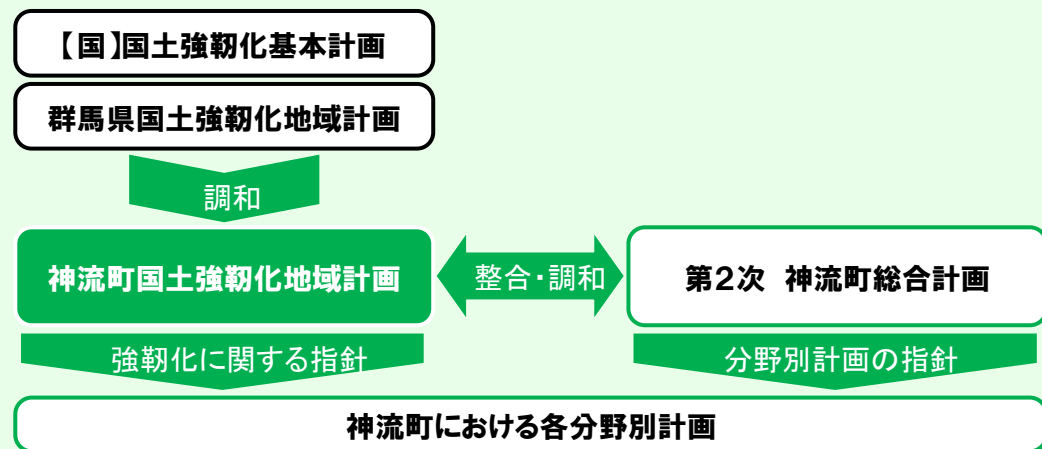 【国】国土強靭化基本計画
群馬県国土強靭化地域計画
調和
神流町国土強靭化地域計画
整合・調和
第2次 神流町総合計画
強靭化に関する指針
分野別計画の指針
神流町における各分野別計画